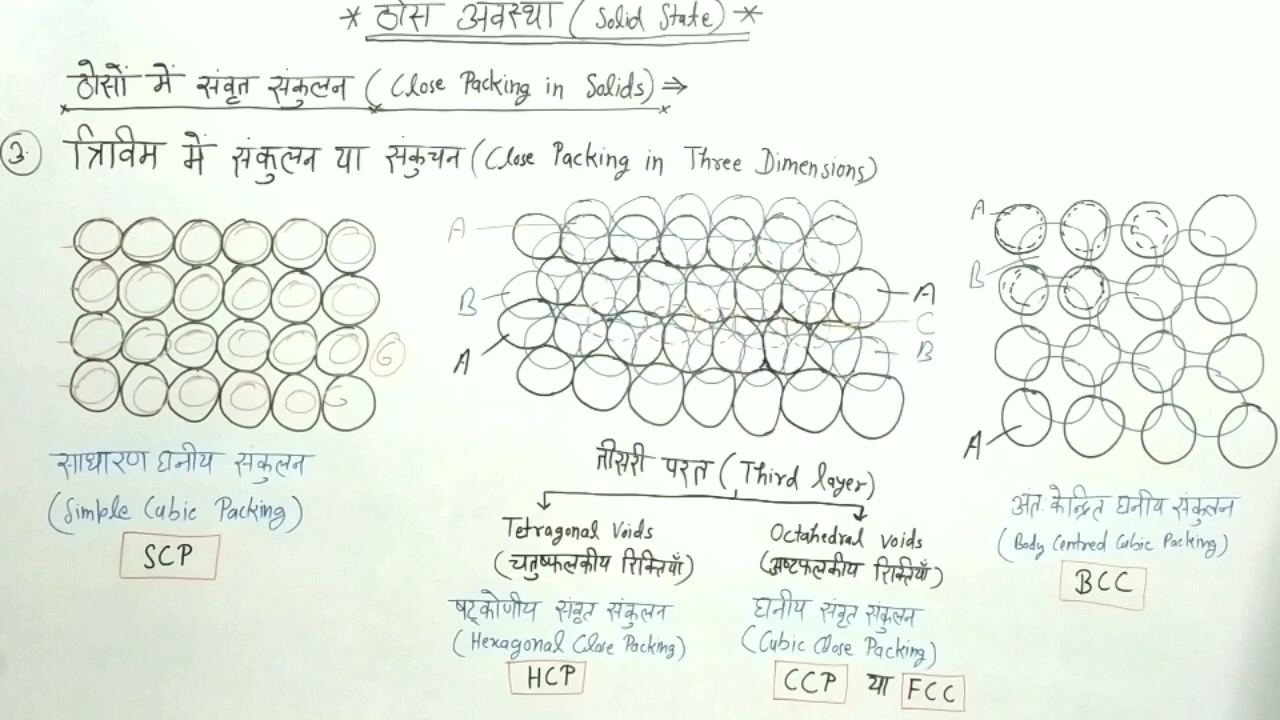 * ठोस अवस्था (Solid State) *
ठोसों में संवृत संकुलन (Close Packing in Solids) ⇒
3. त्रिविम में संकुलन या संकुचन (Close Packing in Three Dimensions)
साधारण घनीय संकुलन
(Simple Cubic Packing)
SCP
A
B
A
A
C
B
तीसरी परत (Third layer)
Tetragonal Voids
(चतुष्फलकीय रिक्तियाँ)
षट्कोणीय संवृत संकुलन
(Hexagonal Close Packing)
HCP
Octahedral voids
(अष्टफलकीय रिक्तियाँ)
घनीय संवृत संकुलन
(Cubic Close Packing)
CCP या FCC
A
B
A
अंतः केन्द्रित घनीय संकुलन
(Body Centred Cubic Packing)
BCC